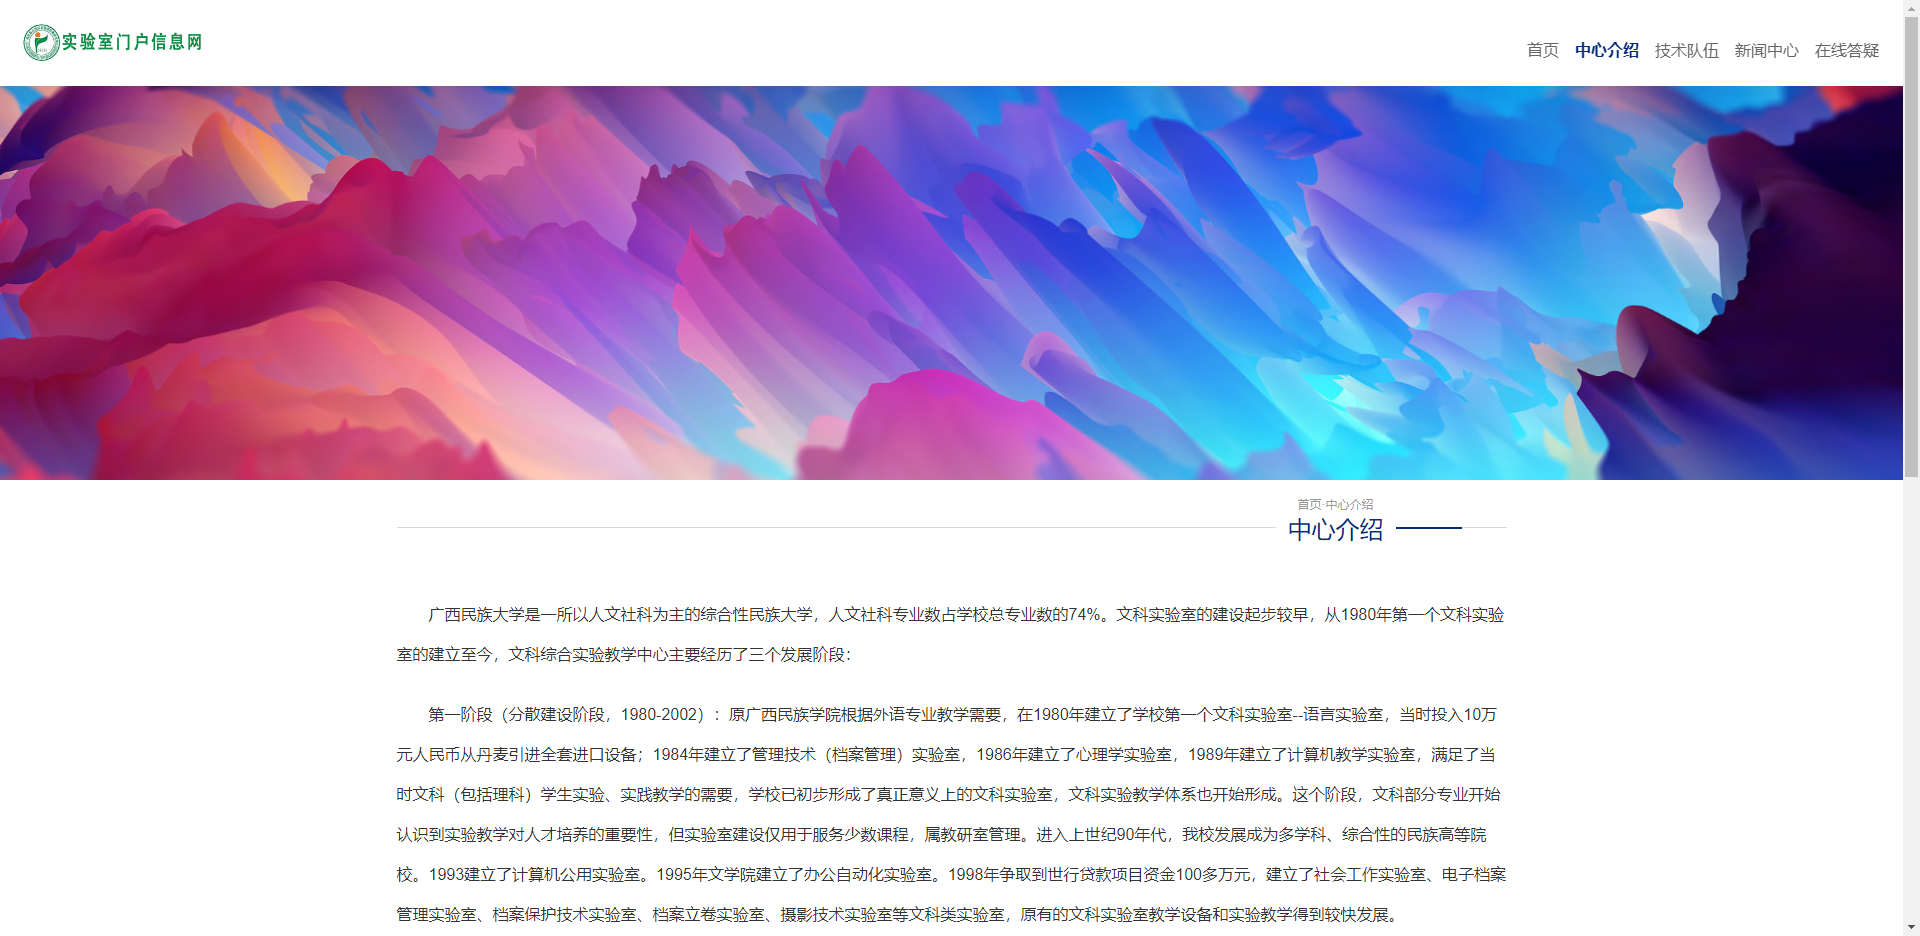 实验室门户信息网
首页 中心介绍 技术队伍 新闻中心 在线答疑
首页·中心介绍
中心介绍
广西民族大学是一所以人文社科为主的综合性民族大学，人文社科专业数占学校总专业数的74%。文科实验室的建设起步较早，从1980年第一个文科实验
室的建立至今，文科综合实验教学中心主要经历了三个发展阶段：
第一阶段（分散建设阶段，1980-2002）：原广西民族学院根据外语专业教学需要，在1980年建立了学校第一个文科实验室--语言实验室，当时投入10万
元人民币从丹麦引进全套进口设备；1984年建立了管理技术（档案管理）实验室，1986年建立了心理学实验室，1989年建立了计算机教学实验室，满足了当
时文科（包括理科）学生实验、实践教学的需要，学校已初步形成了真正意义上的文科实验室，文科实验教学体系也开始形成。这个阶段，文科部分专业开始
认识到实验教学对人才培养的重要性，但实验室建设仅用于服务少数课程，属教研室管理。进入上世纪90年代，我校发展成为多学科、综合性的民族高等院
校。1993建立了计算机公用实验室。1995年文学院建立了办公自动化实验室。1998年争取到世行贷款项目资金100多万元，建立了社会工作实验室、电子档案
管理实验室、档案保护技术实验室、档案立卷实验室、摄影技术实验室等文科类实验室，原有的文科实验室教学设备和实验教学得到较快发展。